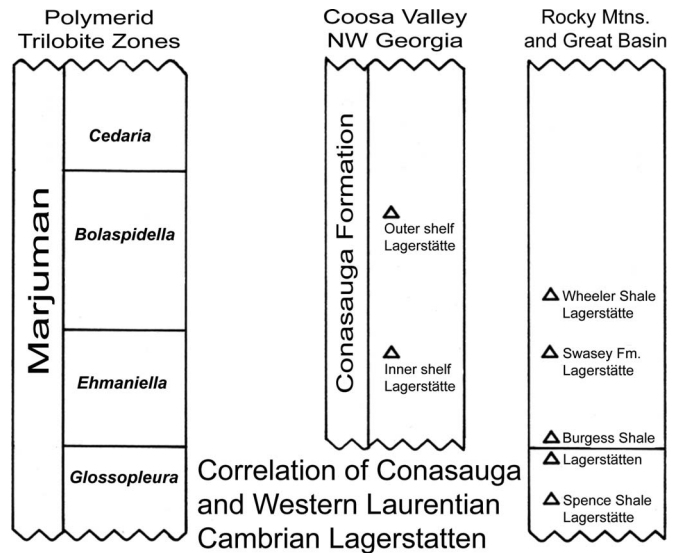 Polymerid
Trilobite Zones
Marjuman
Cedaria
Bolaspidella
Ehmaniella
Glossopleura
Coosa Valley
NW Georgia
Conasauga Formation
Outer shelf
Lagerstätte
Inner shelf
Lagerstätte
Rocky Mtns.
and Great Basin
Wheeler Shale
Lagerstätte
Swasey Fm.
Lagerstätte
Burgess Shale
Lagerstätten
Spence Shale
Lagerstätte
Correlation of Conasauga
and Western Laurentian
Cambrian Lagerstatten